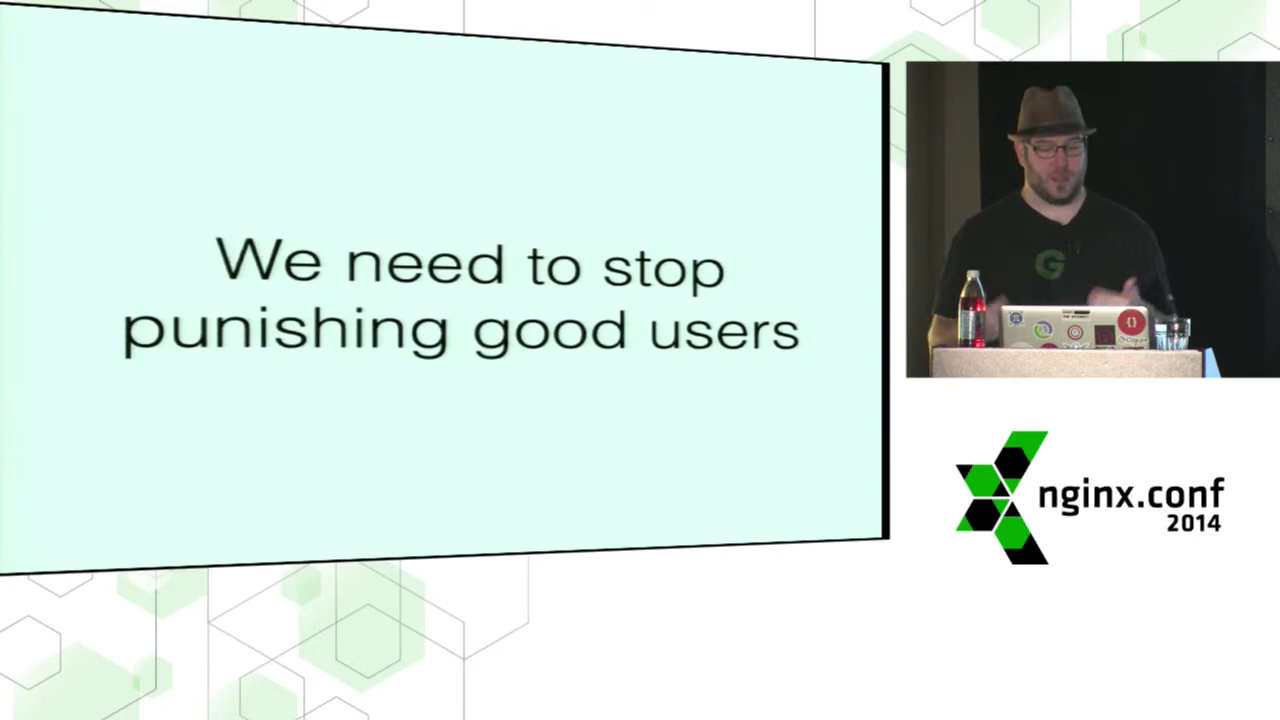 We need to stop
punishing good users
G
{}
nginx.conf
2014